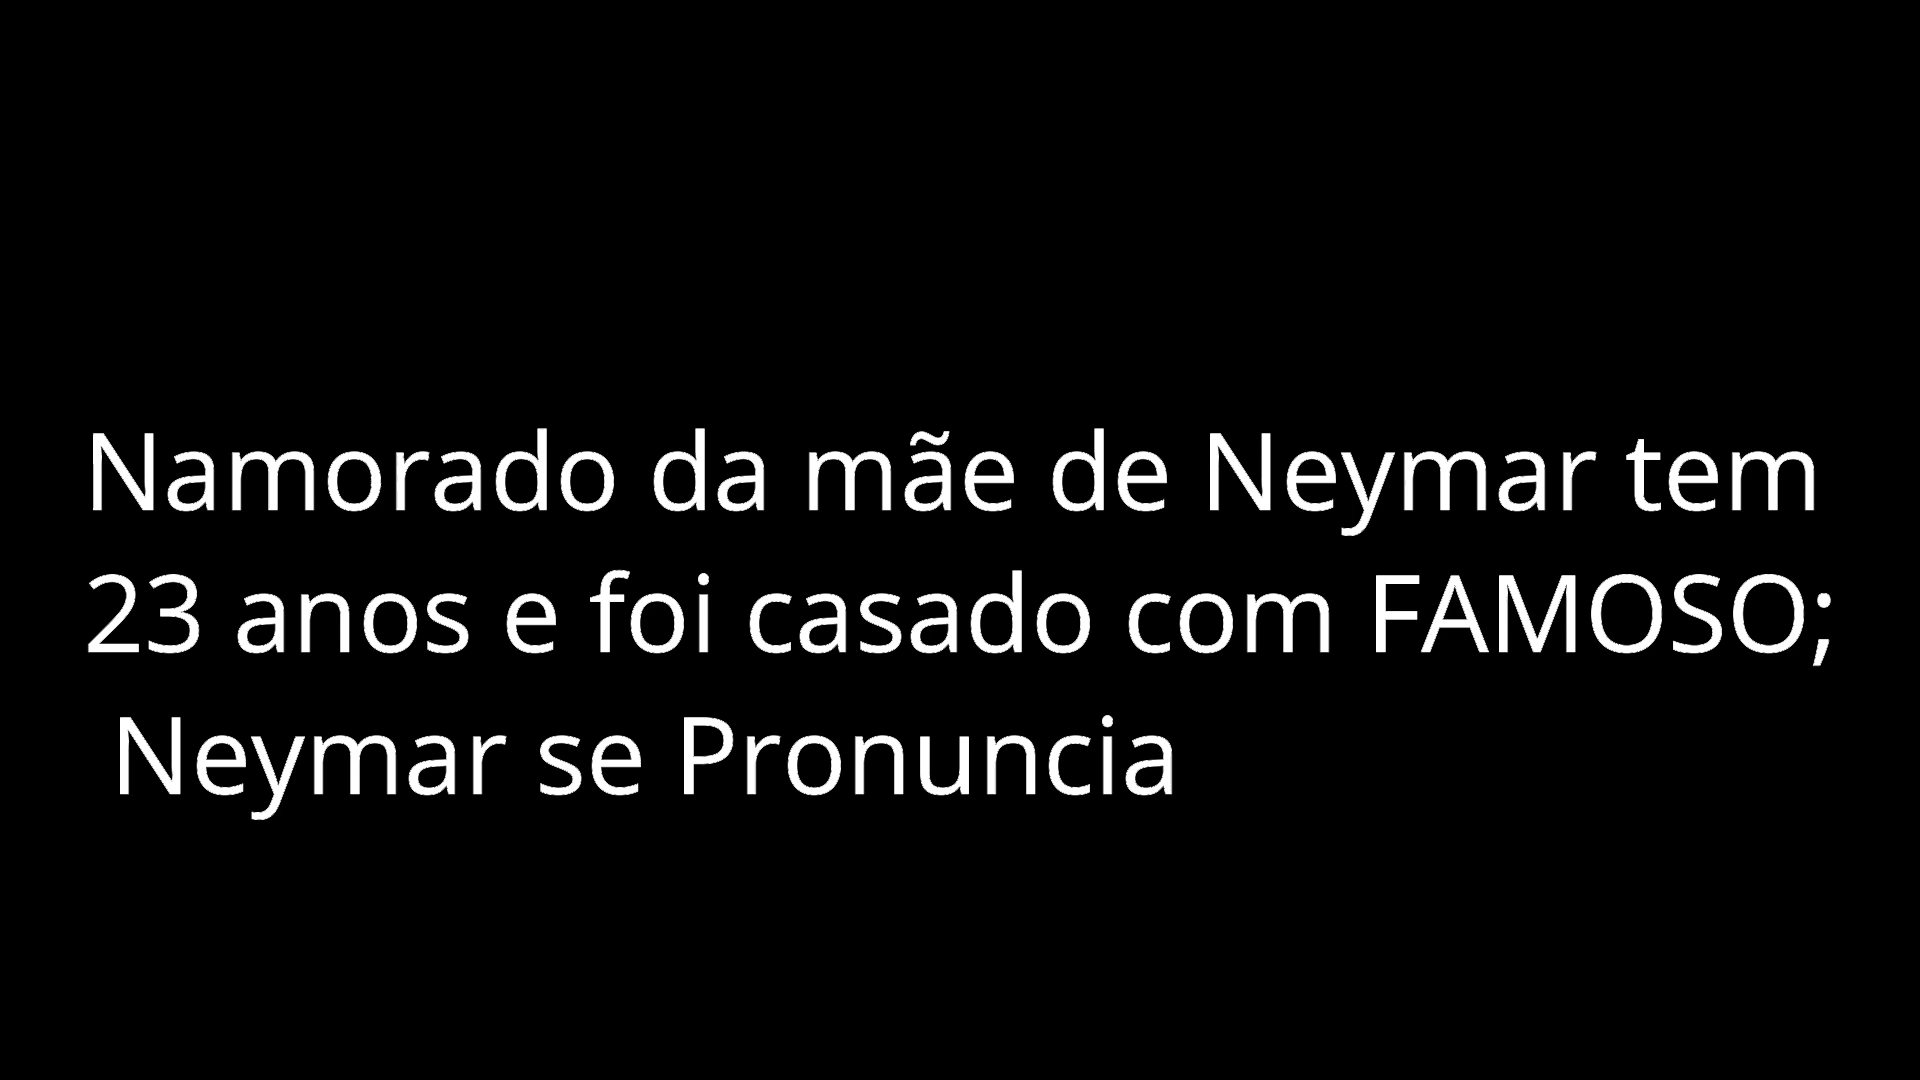 Namorado da mãe de Neymar tem
23 anos e foi casado com FAMOSO;
Neymar se Pronuncia